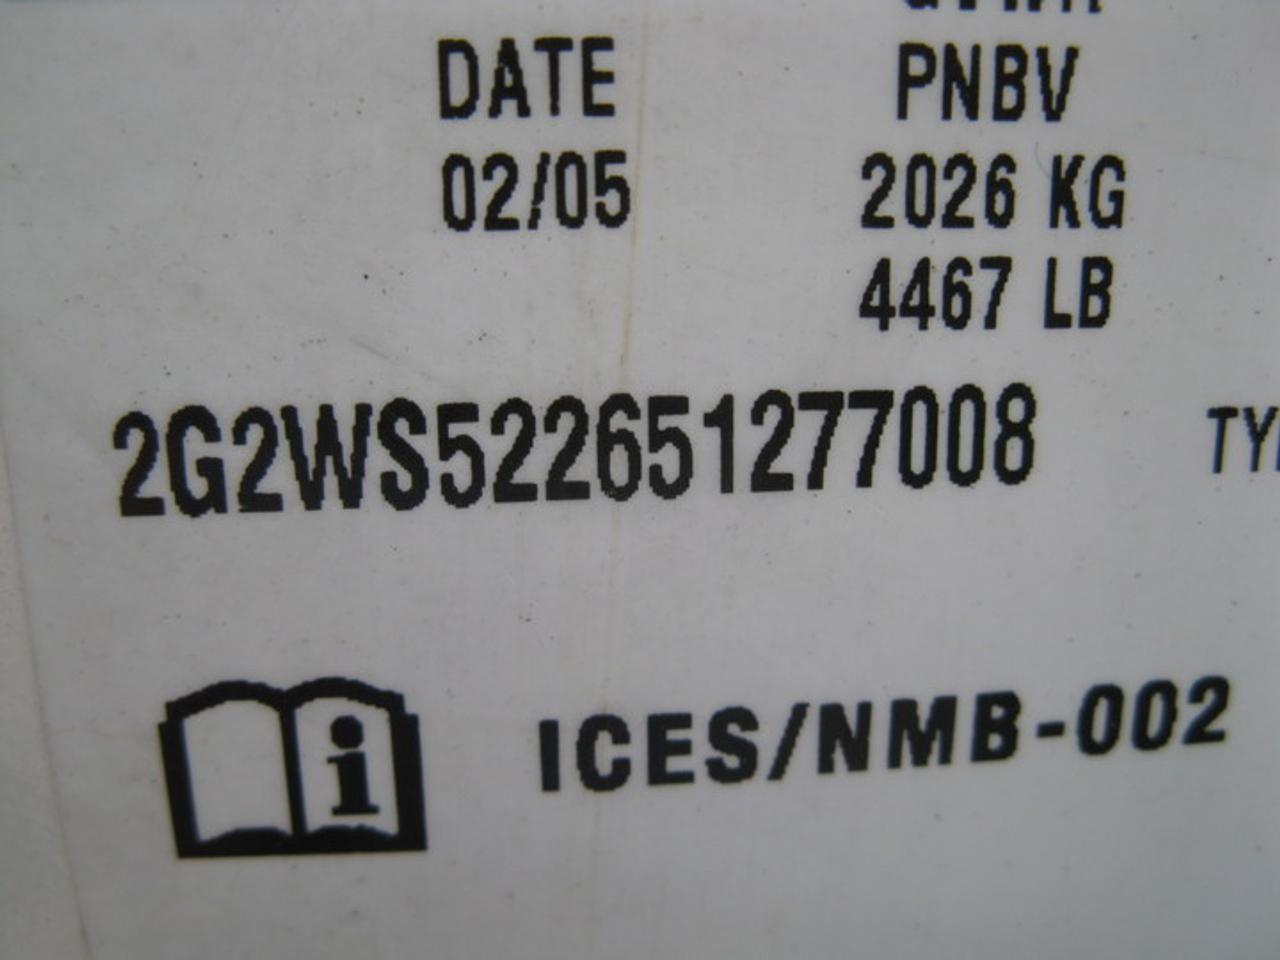 DATE
PNBV
02/05
2026 KG
4467 LB
2G2WS522651277008
i
ICES/NMB-002